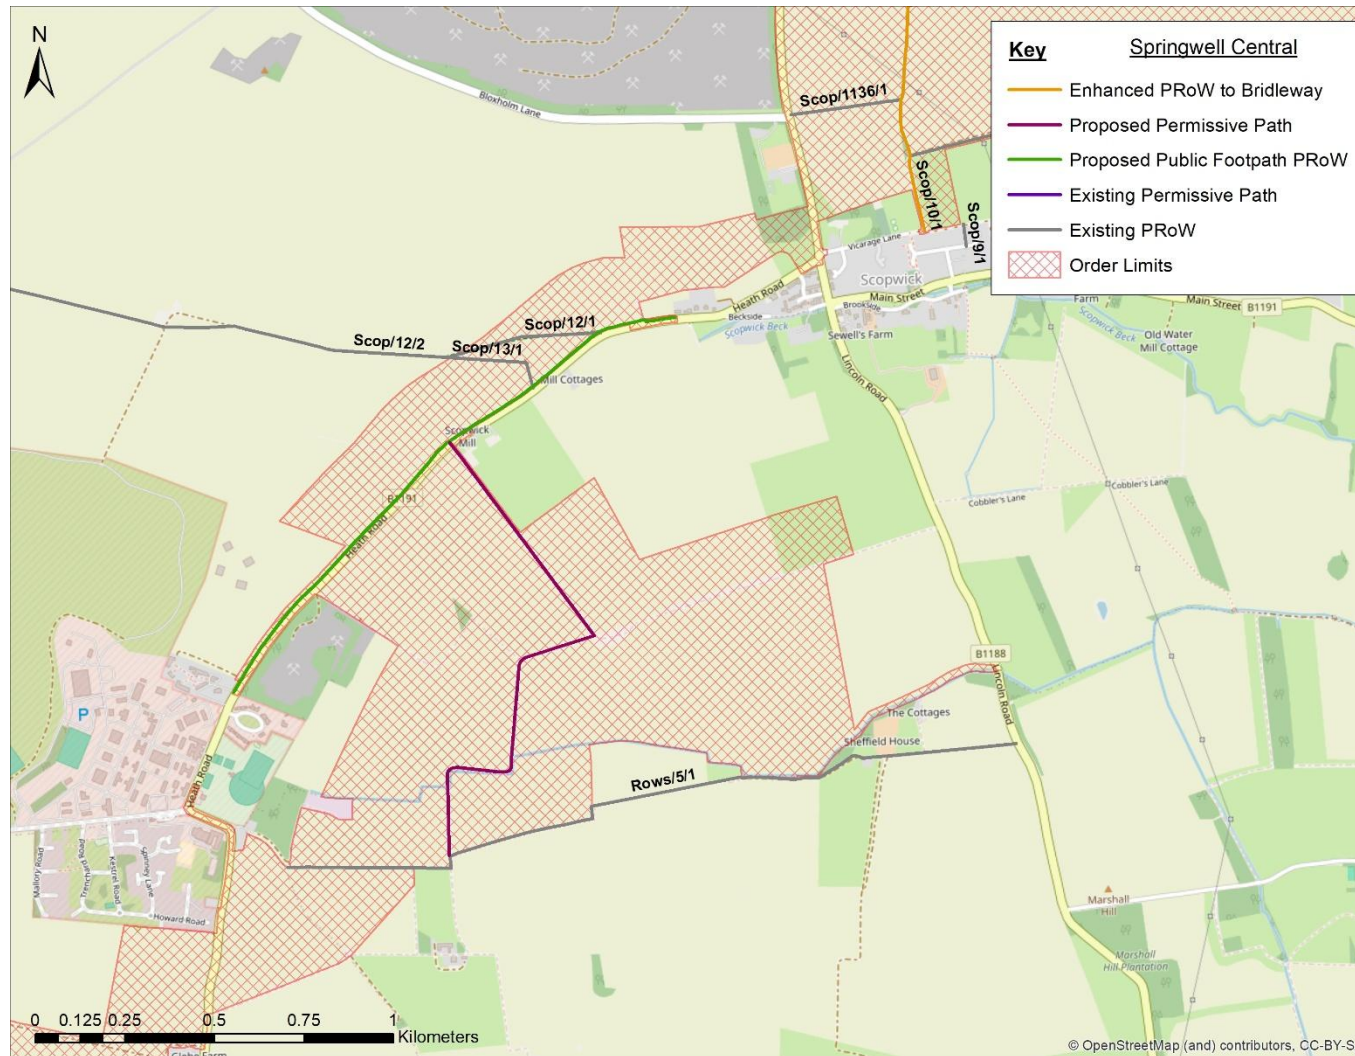 N
Key
Springwell Central
Enhanced PRoW to Bridleway
Proposed Permissive Path
Proposed Public Footpath PRoW
Existing Permissive Path
Existing PRoW
Order Limits
Bloxholm Lane
Scop/1136/1
Scop/10/1
Scop/9/1
Vicarage Lane
Scopwick
Heath Road
Main Street
Beckside
Brookside
Scopwick Beck
Sewell's Farm
Farm
Main Street
B1191
Scopwick Beck
Old Water
Mill Cottage
Scop/12/1
Scop/12/2
Scop/13/1
Mill Cottages
Lincoln Road
Scopwick
Mill
B1191
Heath Road
Cobbler's Lane
Cobbler's Lane
B1188
Lincoln Road
P
The Cottages
Sheffield House
Rows/5/1
Heath Road
Mallory Road
Trenchard Road
Kestrel Road
Spinney Lane
Howard Road
Marshall
Hill
Marshall
Hill Plantation
0 0.125 0.25 0.5 0.75 1
Kilometers
Globe Farm
© OpenStreetMap (and) contributors, CC-BY-S